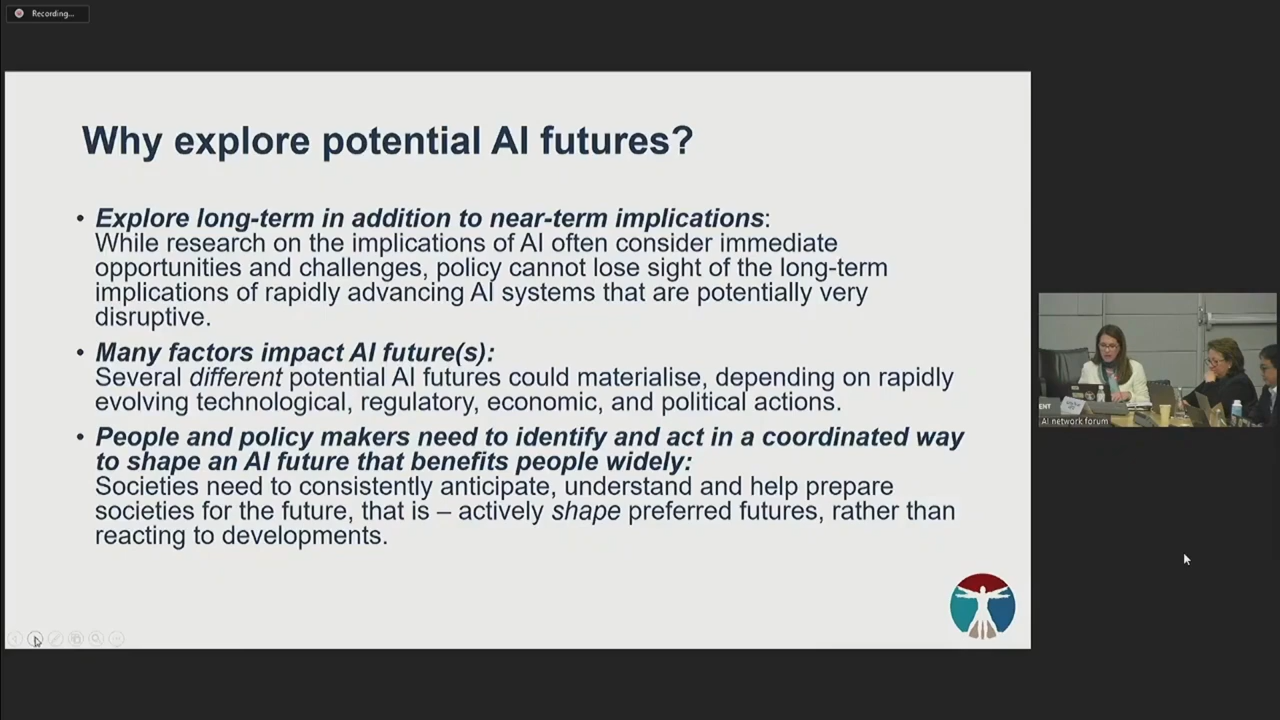 Recording...
Why explore potential AI futures?
• Explore long-term in addition to near-term implications:
While research on the implications of AI often consider immediate
opportunities and challenges, policy cannot lose sight of the long-term
implications of rapidly advancing AI systems that are potentially very
disruptive.
• Many factors impact AI future(s):
Several different potential AI futures could materialise, depending on rapidly
evolving technological, regulatory, economic, and political actions.
• People and policy makers need to identify and act in a coordinated way
to shape an AI future that benefits people widely:
Societies need to consistently anticipate, understand and help prepare
societies for the future, that is – actively shape preferred futures, rather than
reacting to developments.
ENT
AI network forum